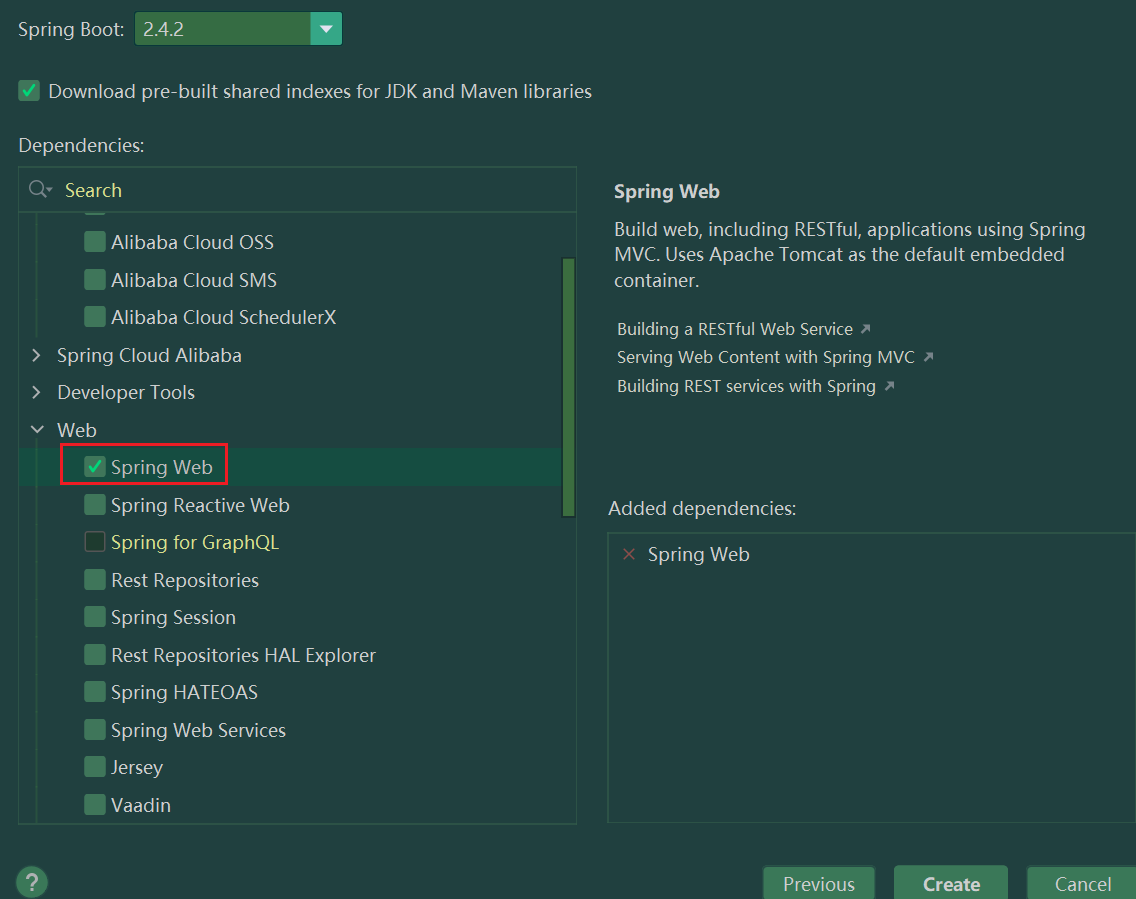 Spring Boot: 2.4.2
Download pre-built shared indexes for JDK and Maven libraries
Dependencies:
Search
Alibaba Cloud OSS
Alibaba Cloud SMS
Alibaba Cloud SchedulerX
Spring Cloud Alibaba
Developer Tools
Web
Spring Web
Spring Reactive Web
Spring for GraphQL
Rest Repositories
Spring Session
Rest Repositories HAL Explorer
Spring HATEOAS
Spring Web Services
Jersey
Vaadin
Spring Web
Build web, including RESTful, applications using Spring
MVC. Uses Apache Tomcat as the default embedded
container.
Building a RESTful Web Service
Serving Web Content with Spring MVC
Building REST services with Spring
Added dependencies:
Spring Web
?
Previous
Create
Cancel